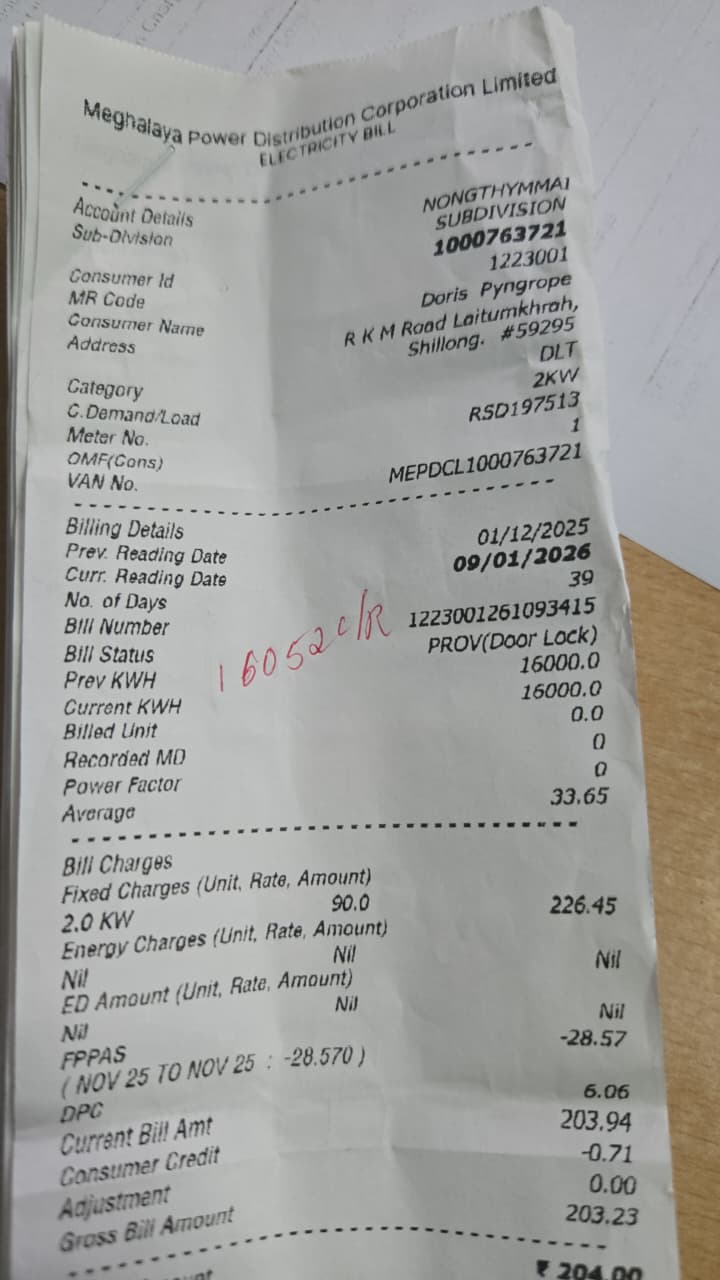 Meghalaya Power Distribution Corporation Limited
ELECTRICITY BILL
Account Details
Sub-Division NONGTHYMMAI SUBDIVISION
Consumer Id 1000763721
MR Code 1223001
Consumer Name Doris Pyngrope
Address R K M Road Laitumkhrah,
Shillong. #59295
Category DLT
C.Demand/Load 2KW
Meter No. RSD197513
OMF(Cons) 1
VAN No. MEPDCL1000763721
Billing Details
Prev. Reading Date 01/12/2025
Curr. Reading Date 09/01/2026
No. of Days 39
Bill Number 1223001261093415
Bill Status PROV(Door Lock)
16052 c/R
Prev KWH 16000.0
Current KWH 16000.0
Billed Unit 0.0
Recorded MD 0
Power Factor 0
Average 33.65
Bill Charges
Fixed Charges (Unit, Rate, Amount)
2.0 KW 90.0 226.45
Energy Charges (Unit, Rate, Amount)
Nil Nil Nil
ED Amount (Unit, Rate, Amount)
Nil Nil Nil
FPPAS -28.57
( NOV 25 TO NOV 25 : -28.570 )
DPC 6.06
Current Bill Amt 203.94
Consumer Credit -0.71
Adjustment 0.00
Gross Bill Amount 203.23
₹ 204.00